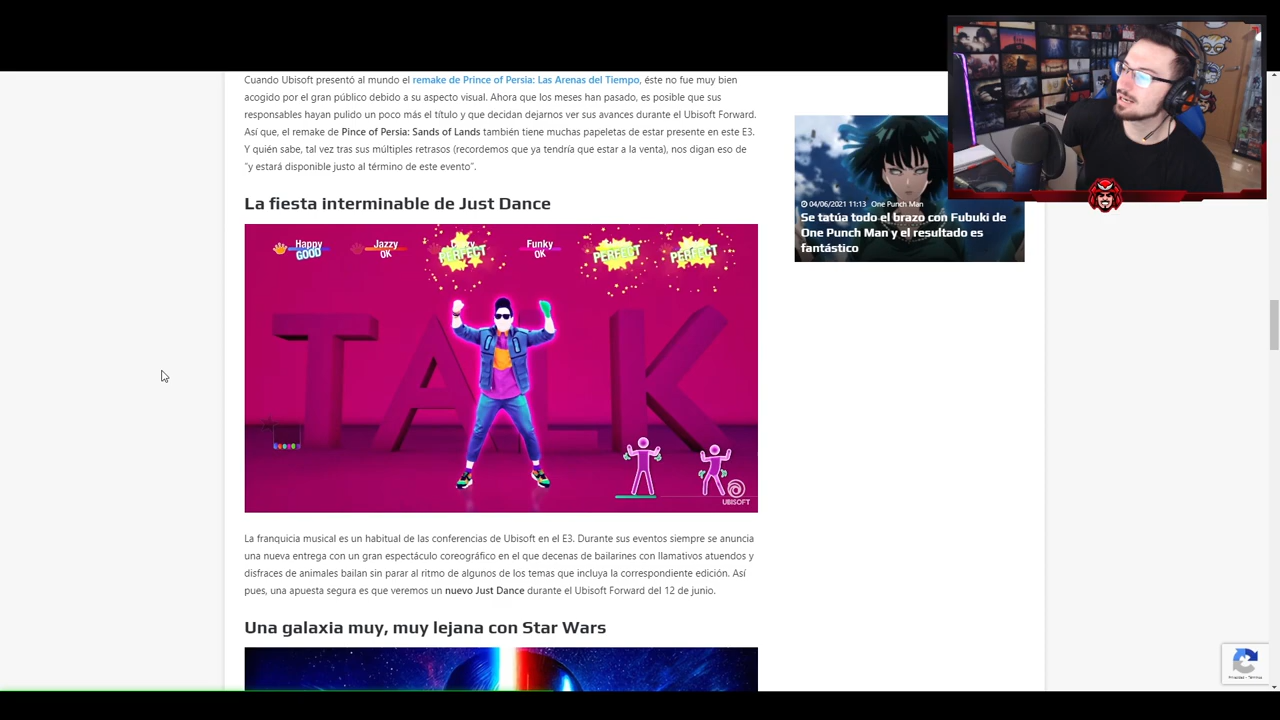 Cuando Ubisoft presentó al mundo el remake de Prince of Persia: Las Arenas del Tiempo, éste no fue muy bien
acogido por el gran público debido a su aspecto visual. Ahora que los meses han pasado, es posible que sus
responsables hayan pulido un poco más el título y que decidan dejarnos ver sus avances durante el Ubisoft Forward.
Así que, el remake de Pince of Persia: Sands of Lands también tiene muchas papeletas de estar presente en este E3.
Y quién sabe, tal vez tras sus múltiples retrasos (recordemos que ya tendría que estar a la venta), nos digan eso de
“y estará disponible justo al término de este evento”.
La fiesta interminable de Just Dance
Happy
GOOD
Jazzy
OK
PERFECT
Funky
OK
PERFECT
PERFECT
TALK
UBISOFT
La franquicia musical es un habitual de las conferencias de Ubisoft en el E3. Durante sus eventos siempre se anuncia
una nueva entrega con un gran espectáculo coreográfico en el que decenas de bailarines con llamativos atuendos y
disfraces de animales bailan sin parar al ritmo de algunos de los temas que incluya la correspondiente edición. Así
pues, una apuesta segura es que veremos un nuevo Just Dance durante el Ubisoft Forward del 12 de junio.
Una galaxia muy, muy lejana con Star Wars
04/06/2021 11:13 One Punch Man
Se tatúa todo el brazo con Fubuki de
One Punch Man y el resultado es
fantástico
Privacidad - Términos